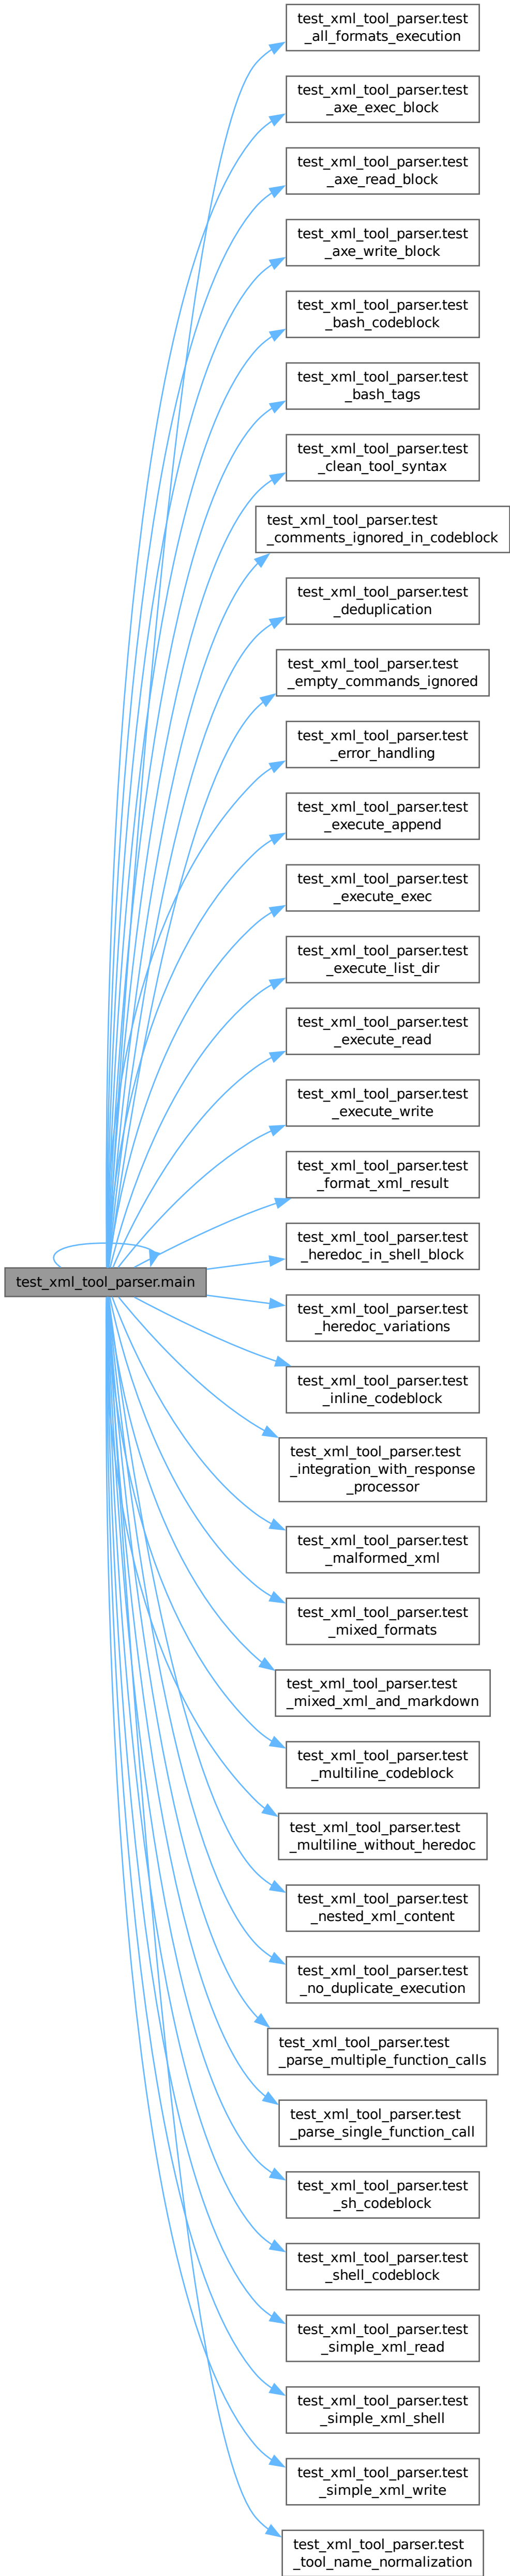 test_xml_tool_parser.test
_all_formats_execution
test_xml_tool_parser.test
_axe_exec_block
test_xml_tool_parser.test
_axe_read_block
test_xml_tool_parser.test
_axe_write_block
test_xml_tool_parser.test
_bash_codeblock
test_xml_tool_parser.test
_bash_tags
test_xml_tool_parser.test
_clean_tool_syntax
test_xml_tool_parser.test
_comments_ignored_in_codeblock
test_xml_tool_parser.test
_deduplication
test_xml_tool_parser.test
_empty_commands_ignored
test_xml_tool_parser.test
_error_handling
test_xml_tool_parser.test
_execute_append
test_xml_tool_parser.test
_execute_exec
test_xml_tool_parser.test
_execute_list_dir
test_xml_tool_parser.test
_execute_read
test_xml_tool_parser.test
_execute_write
test_xml_tool_parser.test
_format_xml_result
test_xml_tool_parser.test
_heredoc_in_shell_block
test_xml_tool_parser.main
test_xml_tool_parser.test
_heredoc_variations
test_xml_tool_parser.test
_inline_codeblock
test_xml_tool_parser.test
_integration_with_response
_processor
test_xml_tool_parser.test
_malformed_xml
test_xml_tool_parser.test
_mixed_formats
test_xml_tool_parser.test
_mixed_xml_and_markdown
test_xml_tool_parser.test
_multiline_codeblock
test_xml_tool_parser.test
_multiline_without_heredoc
test_xml_tool_parser.test
_nested_xml_content
test_xml_tool_parser.test
_no_duplicate_execution
test_xml_tool_parser.test
_parse_multiple_function_calls
test_xml_tool_parser.test
_parse_single_function_call
test_xml_tool_parser.test
_sh_codeblock
test_xml_tool_parser.test
_shell_codeblock
test_xml_tool_parser.test
_simple_xml_read
test_xml_tool_parser.test
_simple_xml_shell
test_xml_tool_parser.test
_simple_xml_write
test_xml_tool_parser.test
_tool_name_normalization